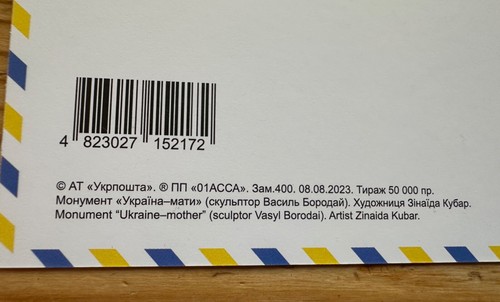 4 823027 152172
© АТ «Укрпошта». ® ПП «01АССА». Зам.400. 08.08.2023. Тираж 50 000 пр.
Монумент «Україна–мати» (скульптор Василь Бородай). Художниця Зінаїда Кубар.
Monument “Ukraine–mother” (sculptor Vasyl Borodai). Artist Zinaida Kubar.